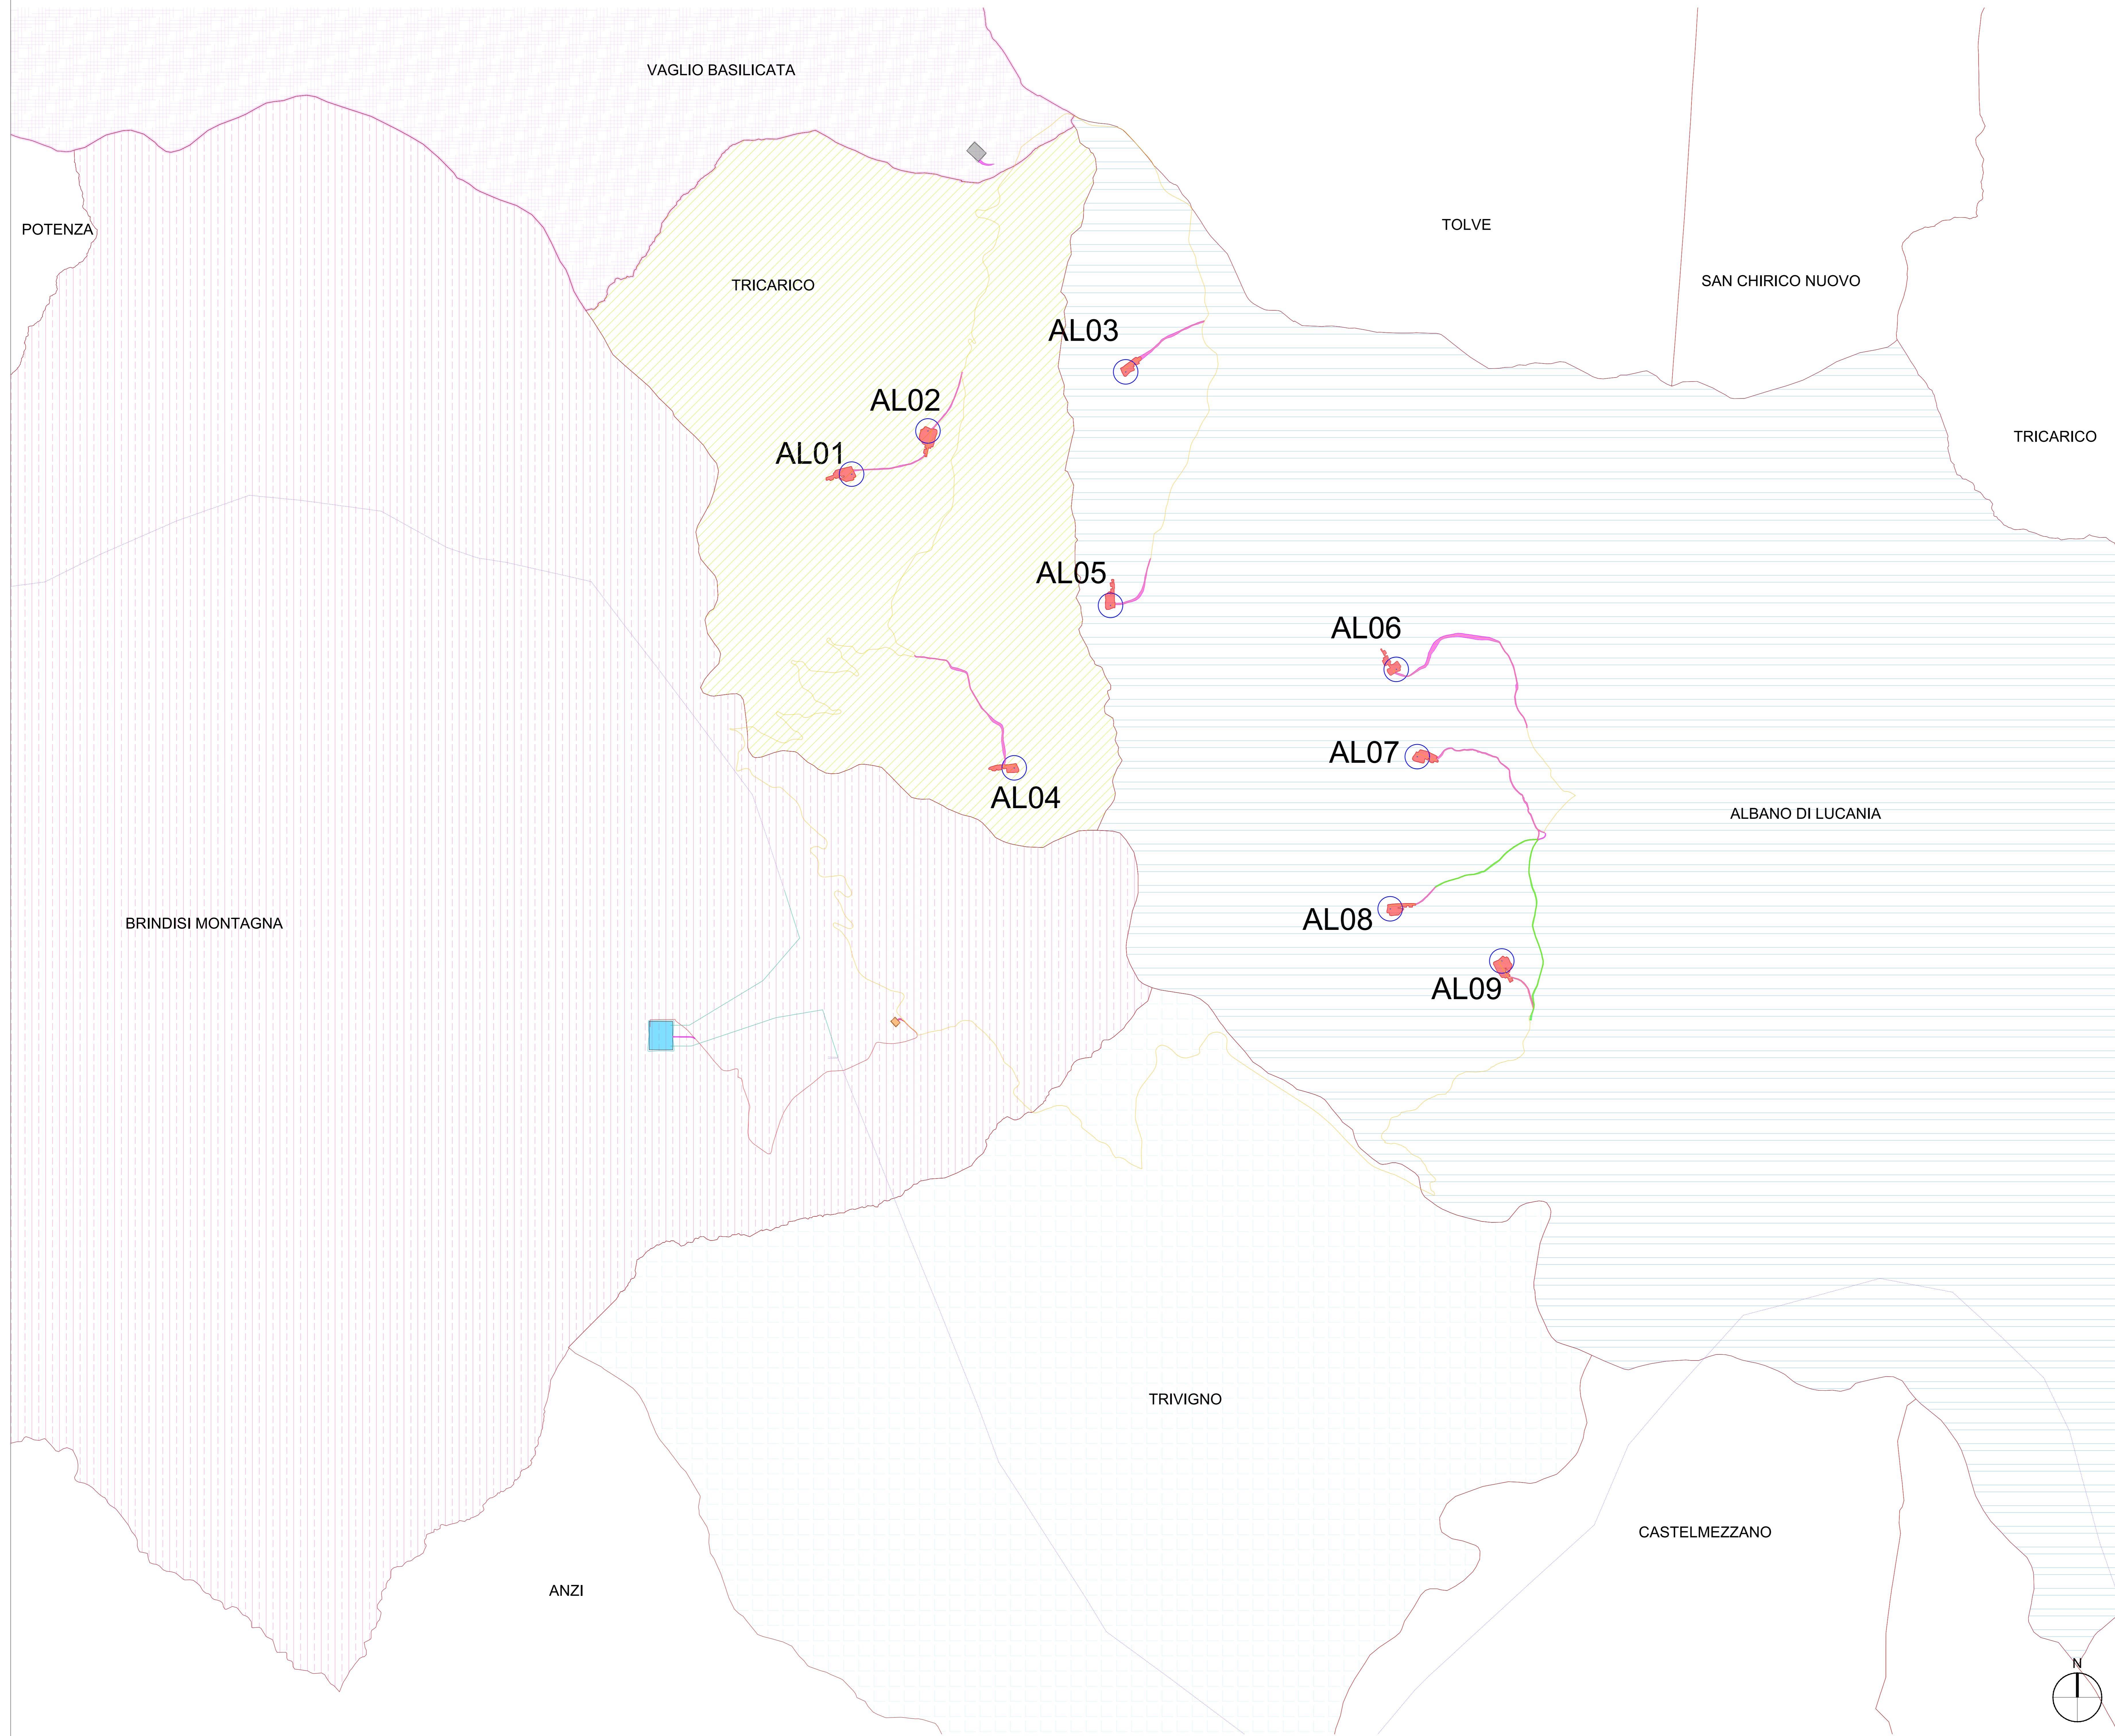 VAGLIO BASILICATA
POTENZA
TOLVE
SAN CHIRICO NUOVO
TRICARICO
AL03
AL02
TRICARICO
AL01
AL05
AL06
AL07
AL04
ALBANO DI LUCANIA
AL08
BRINDISI MONTAGNA
AL09
TRIVIGNO
CASTELMEZZANO
ANZI
N